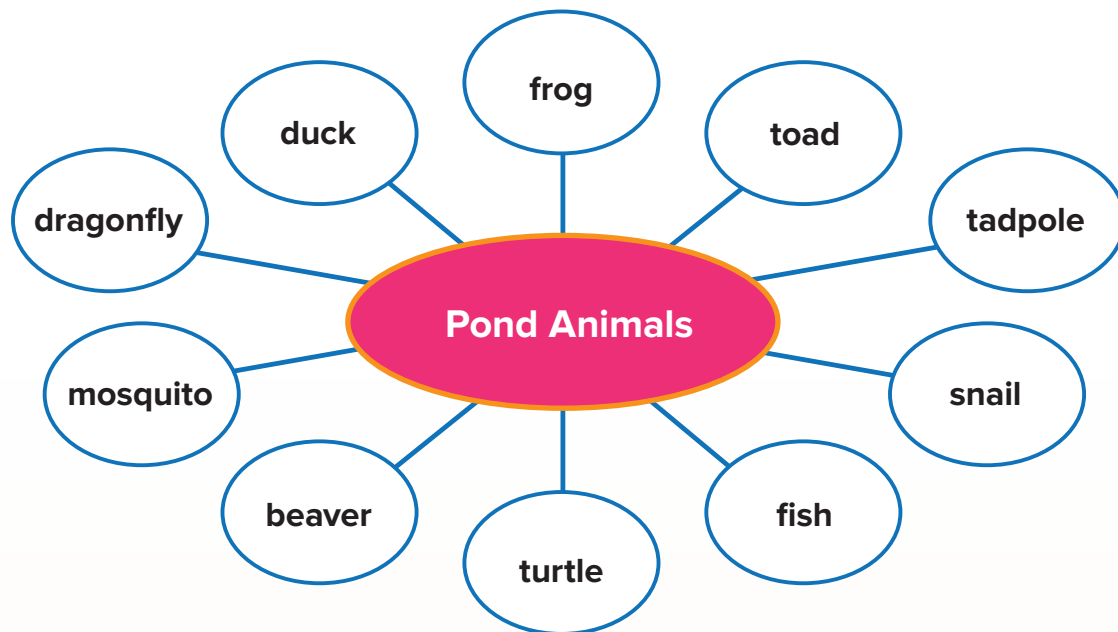 frog
duck
toad
dragonfly
tadpole
Pond Animals
mosquito
snail
beaver
fish
turtle